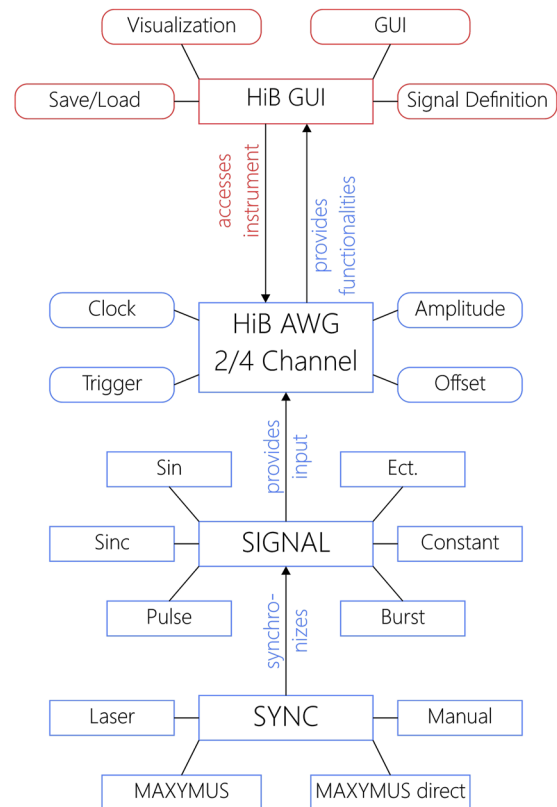 Visualization
GUI
Save/Load
HiB GUI
Signal Definition
accesses
instrument
provides
functionalities
Clock
HiB AWG
2/4 Channel
Amplitude
Trigger
Offset
provides
input
Sin
Ect.
Sinc
SIGNAL
Constant
Pulse
Burst
synchro-
nizes
Laser
SYNC
Manual
MAXYMUS
MAXYMUS direct